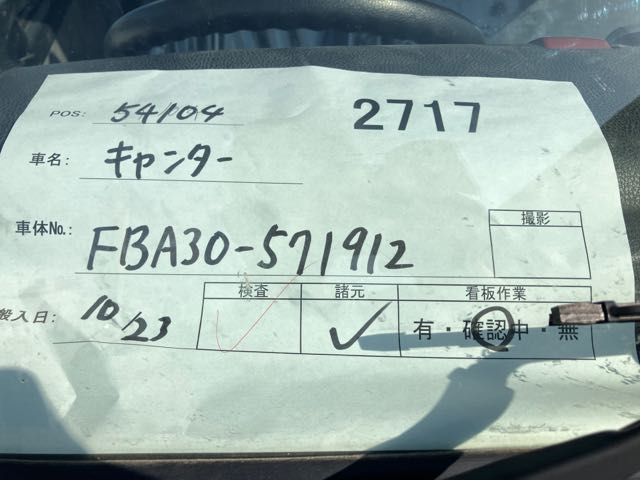 POS: 54104 2717
車名: キャンター
車体No.: FBA30-571912
撮影
般入日: 10/23
検査 諸元 看板作業
✓ ✓ 有・確認中・無